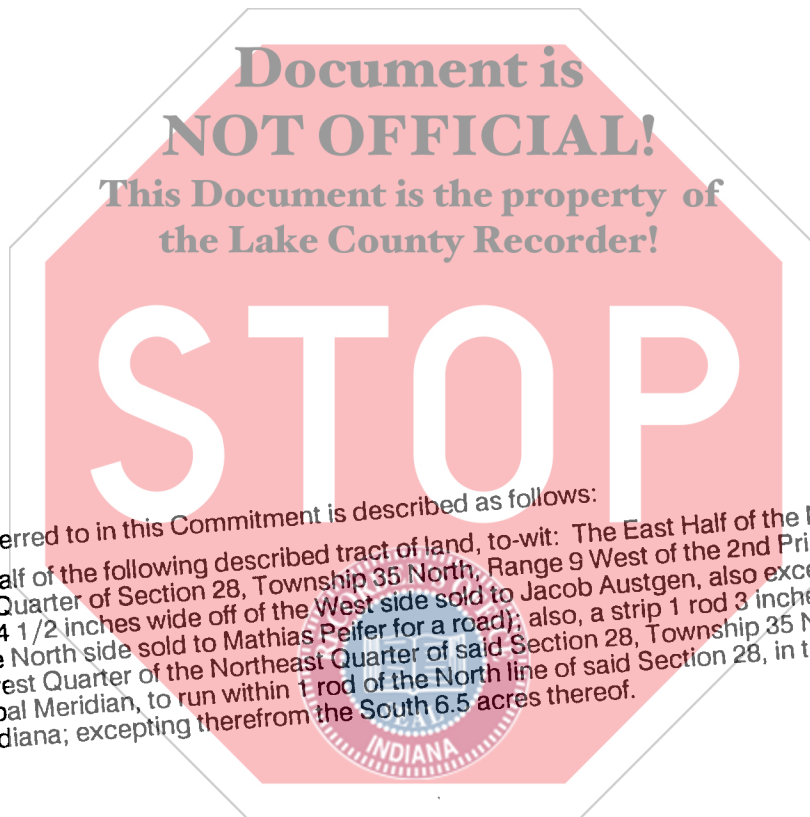 Document is
NOT OFFICIAL!
This Document is the property of
the Lake County Recorder!
STOP
erred to in this Commitment is described as follows:
alf of the following described tract of land, to-wit: The East Half of the
Quarter of Section 28, Township 35 North, Range 9 West of the 2nd Pri
4 1/2 inches wide off of the West side sold to Jacob Austgen, also exce
e North side sold to Mathias Peifer for a road); also, a strip 1 rod 3 inche
est Quarter of the Northeast Quarter of said Section 28, Township 35 N
pal Meridian, to run within 1 rod of the North line of said Section 28, in t
diana; excepting therefrom the South 6.5 acres thereof.
SEAL
INDIANA